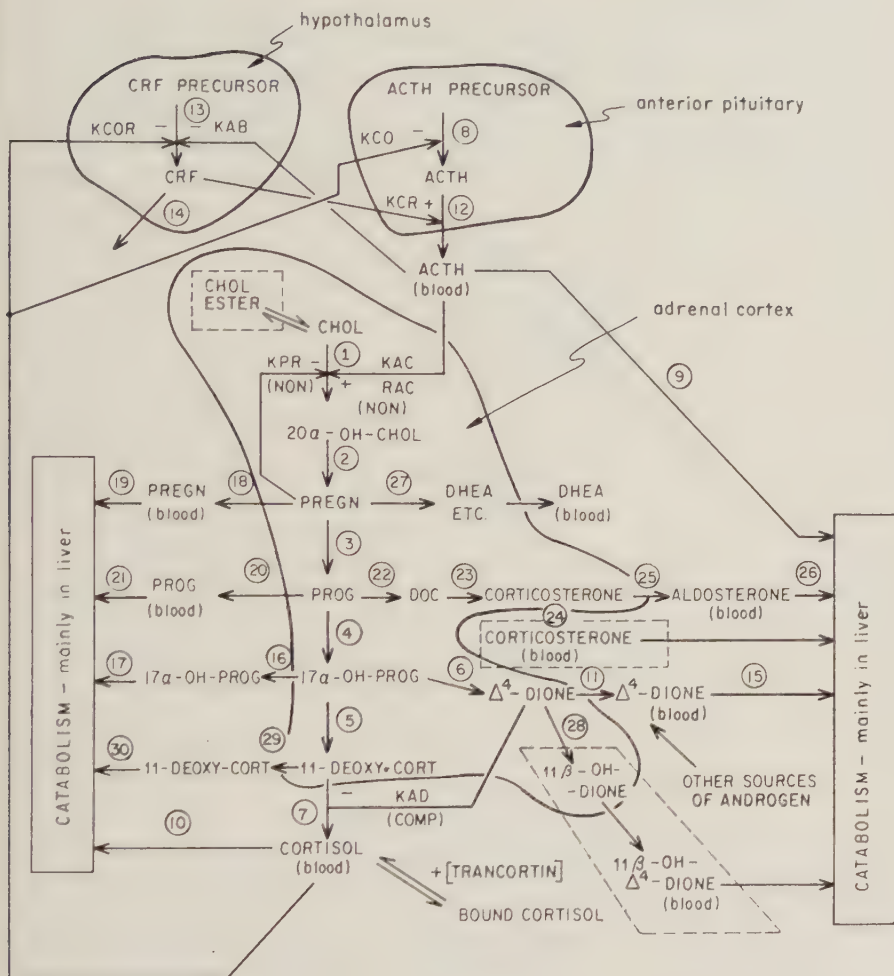 hypothalamus
CRF PRECURSOR
ACTH PRECURSOR
anterior pituitary
13
KCOR − − KAB
KCO −
8
CRF
ACTH
14
KCR +
12
ACTH
(blood)
CHOL
ESTER
CHOL
adrenal cortex
1
KPR −
KAC
(NON)
+
RAC
(NON)
9
20α-OH-CHOL
2
19
PREGN
(blood)
18
PREGN
27
DHEA
ETC.
DHEA
(blood)
3
21
PROG
(blood)
20
PROG
22
DOC
23
CORTICOSTERONE
25
ALDOSTERONE
(blood)
26
24
CORTICOSTERONE
(blood)
4
17
17α-OH-PROG
16
17α-OH-PROG
6
Δ⁴-DIONE
11
Δ⁴-DIONE
(blood)
15
5
28
30
11-DEOXY-CORT
29
11-DEOXY-CORT
11β-OH-
-DIONE
OTHER SOURCES
OF ANDROGEN
−
KAD
(COMP)
7
10
CORTISOL
(blood)
+[TRANCORTIN]
BOUND CORTISOL
11β-OH-
Δ⁴-DIONE
(blood)
CATABOLISM - mainly in liver
CATABOLISM - mainly in liver